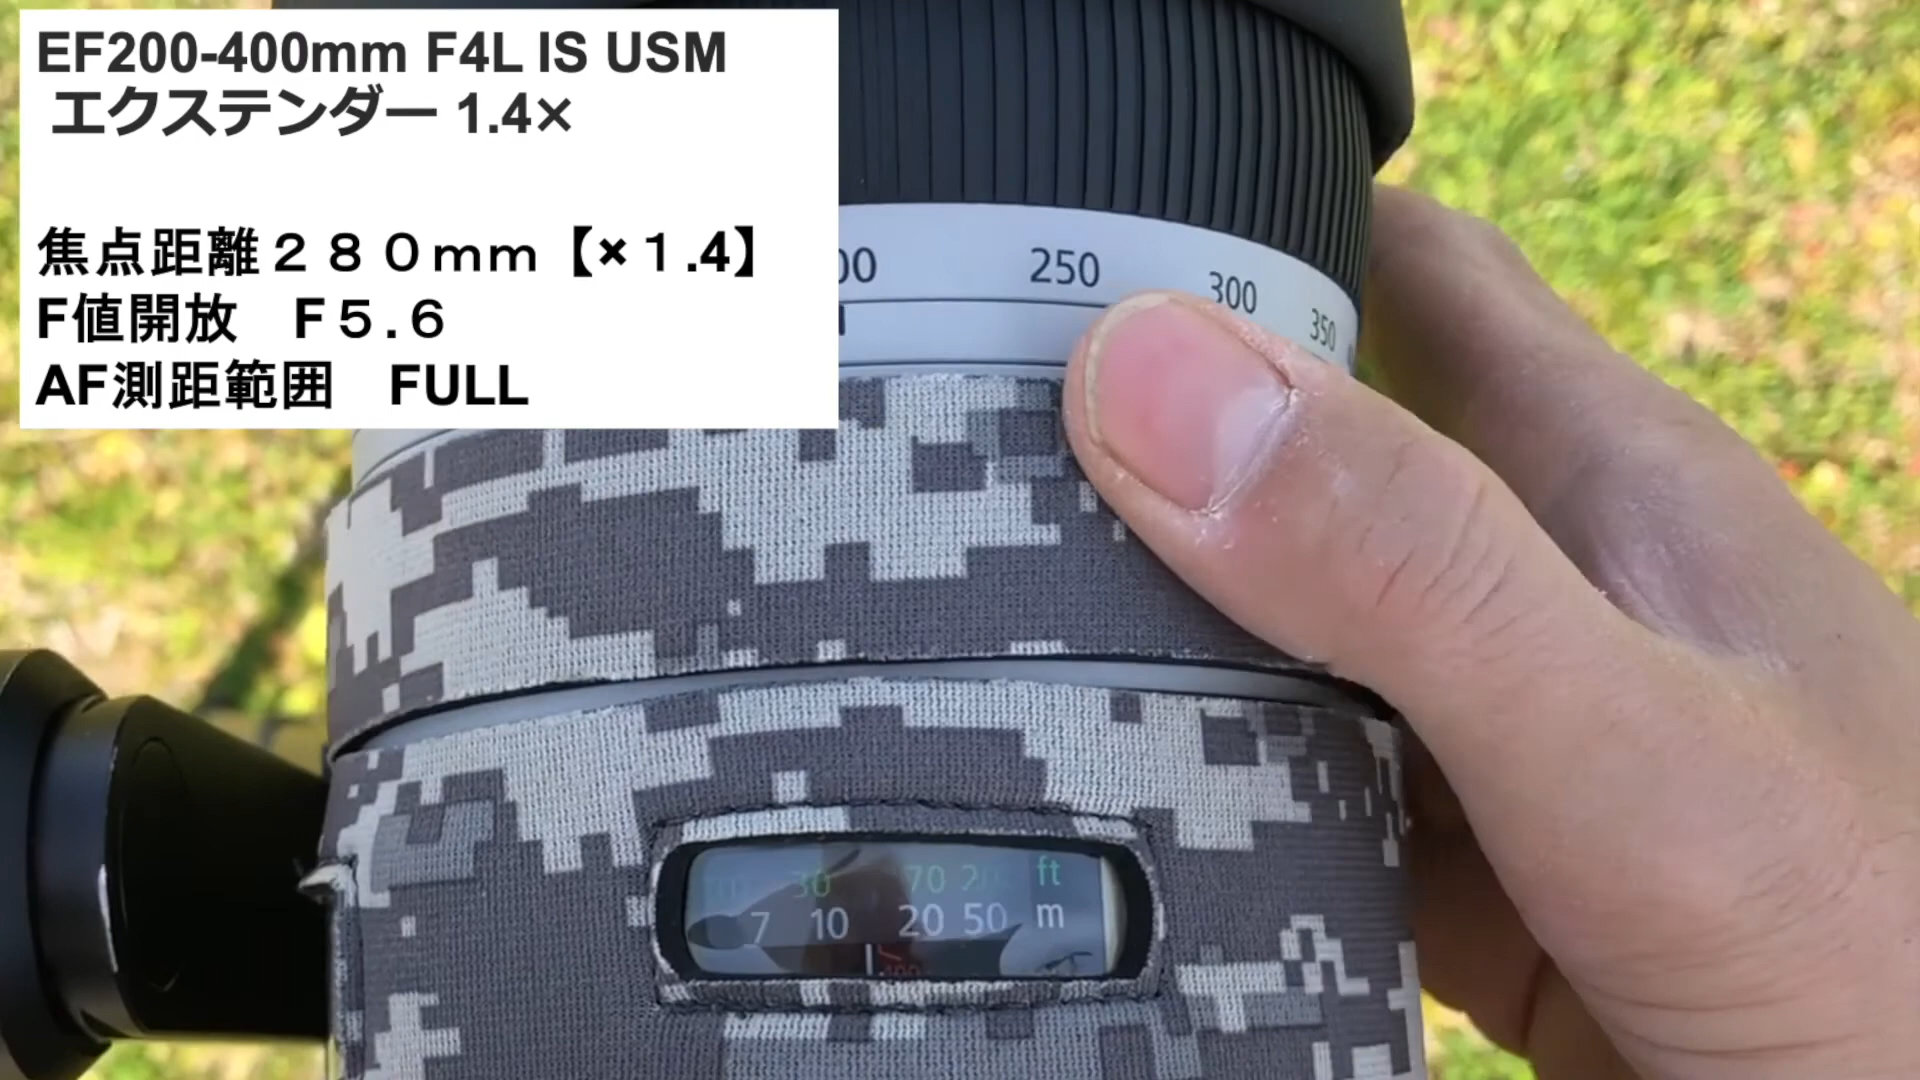 EF200-400mm F4L IS USM
エクステンダー 1.4×
焦点距離２８０mm【×１.4】
F値開放　F５.６
AF測距範囲　FULL
250 300 350
30 70 ft
7 10 20 50 m